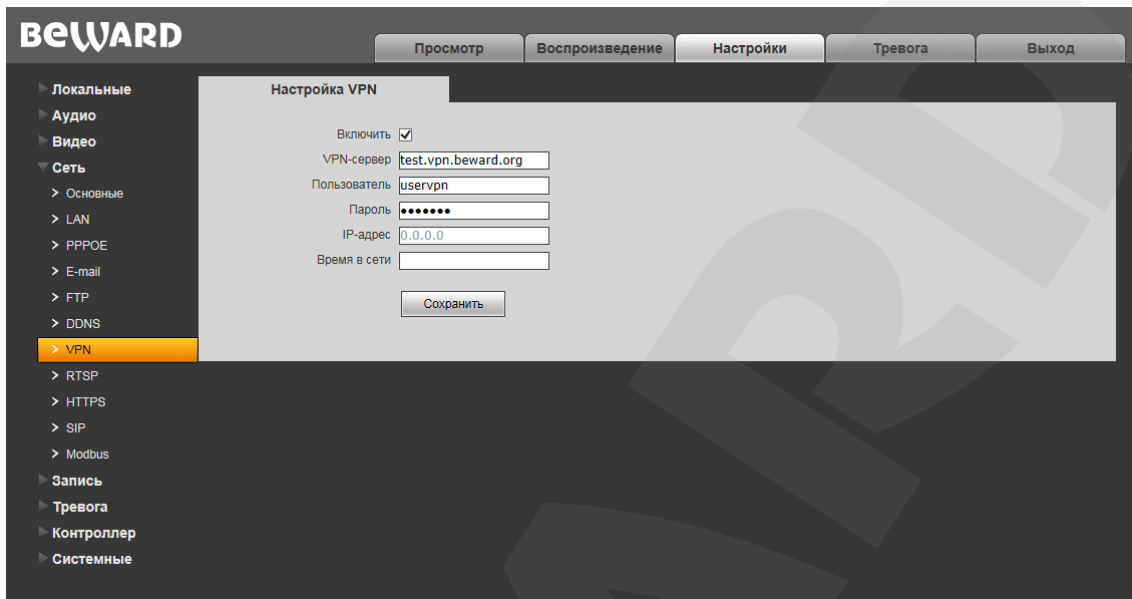 BEWARD
Просмотр
Воспроизведение
Настройки
Тревога
Выход
Локальные
Аудио
Видео
Сеть
Основные
LAN
PPPOE
E-mail
FTP
DDNS
VPN
RTSP
HTTPS
SIP
Modbus
Запись
Тревога
Контроллер
Системные
Настройка VPN
Включить
VPN-сервер test.vpn.beward.org
Пользователь uservpn
Пароль •••••••
IP-адрес 0.0.0.0
Время в сети
Сохранить